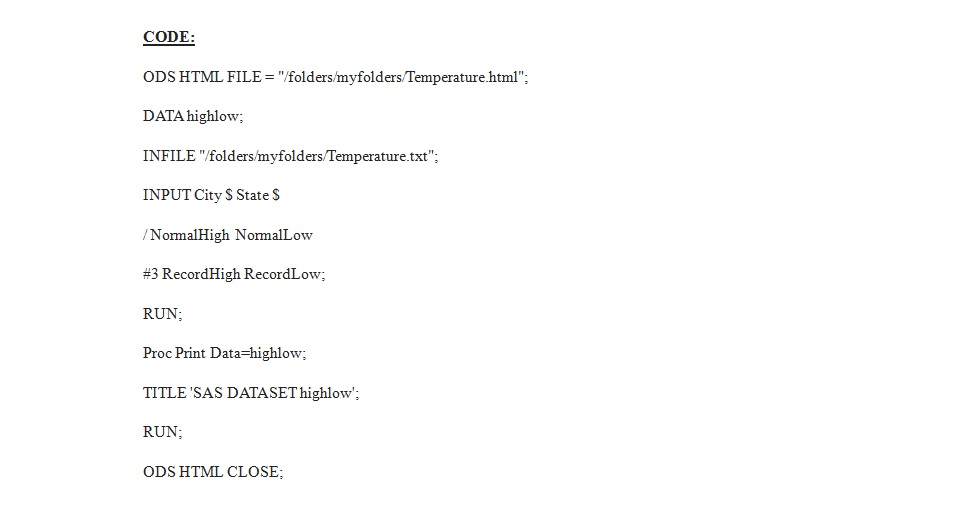 CODE:
ODS HTML FILE = "/folders/myfolders/Temperature.html";
DATA highlow;
INFILE "/folders/myfolders/Temperature.txt";
INPUT City $ State $
/ NormalHigh NormalLow
#3 RecordHigh RecordLow;
RUN;
Proc Print Data=highlow;
TITLE 'SAS DATASET highlow';
RUN;
ODS HTML CLOSE;